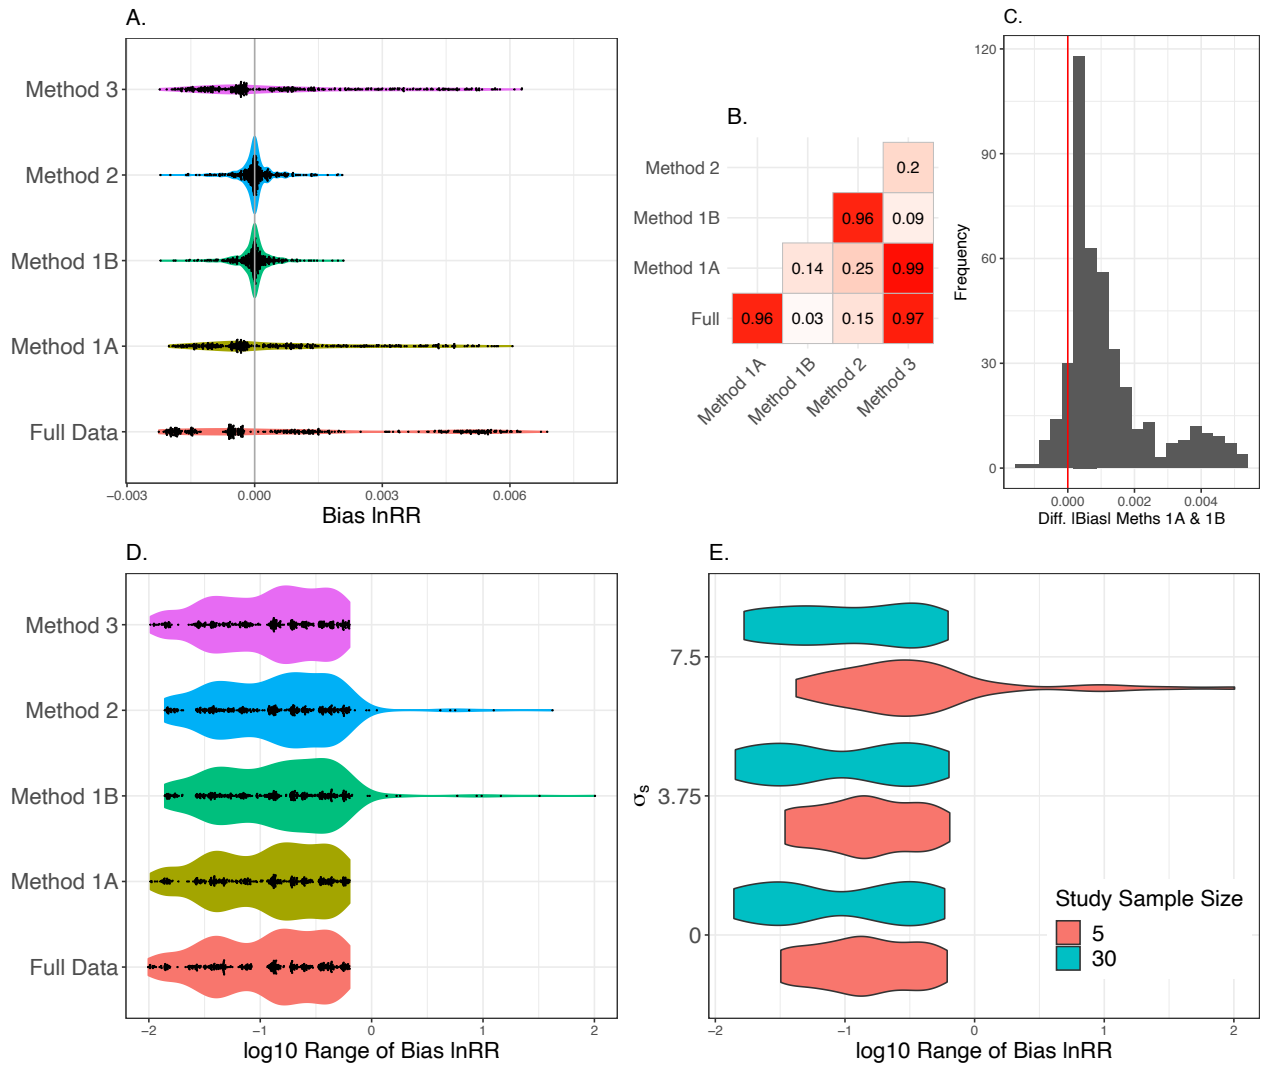 A.
Method 3
Method 2
Method 1B
Method 1A
Full Data
−0.003 0.000 0.003 0.006
Bias lnRR
B.
Method 2
Method 1B
Method 1A
Full
0.2
0.96 0.09
0.14 0.25 0.99
0.96 0.03 0.15 0.97
Method 1A Method 1B Method 2 Method 3
C.
Frequency
120
90
60
30
0
0.000 0.002 0.004
Diff. |Bias| Meths 1A & 1B
D.
Method 3
Method 2
Method 1B
Method 1A
Full Data
−2 −1 0 1 2
log10 Range of Bias lnRR
E.
σs
7.5
3.75
0
Study Sample Size
5
30
−2 −1 0 1 2
log10 Range of Bias lnRR